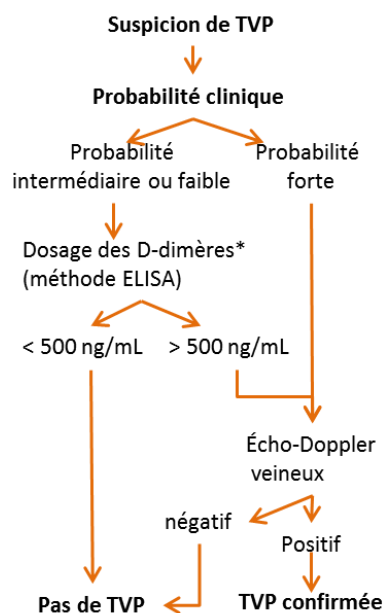 Suspicion de TVP
Probabilité clinique
Probabilité
intermédiaire ou faible
Probabilité
forte
Dosage des D-dimères*
(méthode ELISA)
< 500 ng/mL
> 500 ng/mL
Écho-Doppler
veineux
négatif
Positif
Pas de TVP
TVP confirmée